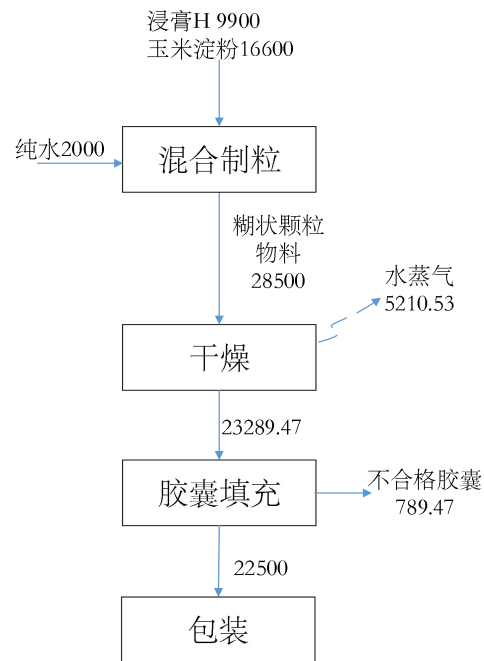 浸膏H 9900
玉米淀粉16600
纯水2000
混合制粒
糊状颗粒
物料
28500
水蒸气
5210.53
干燥
23289.47
胶囊填充
不合格胶囊
789.47
22500
包装